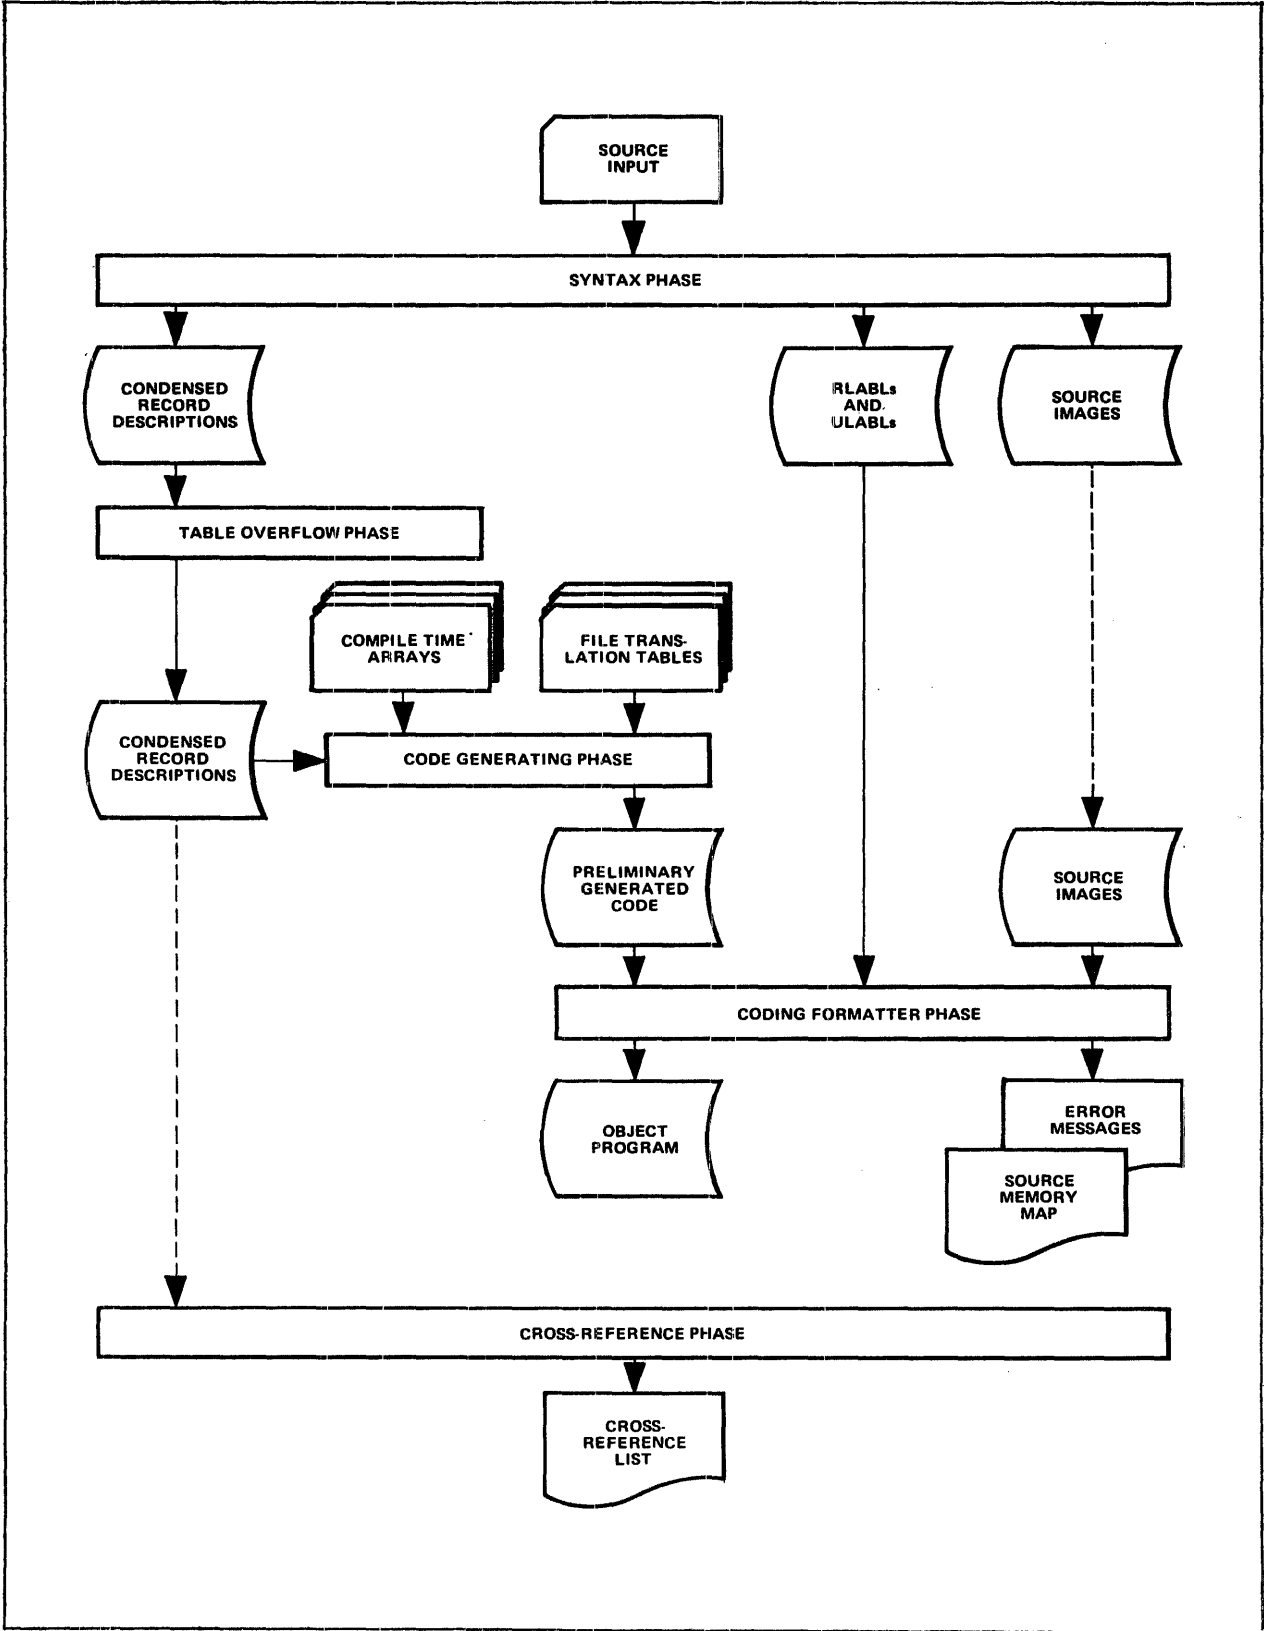 SOURCE
INPUT
SYNTAX PHASE
CONDENSED
RECORD
DESCRIPTIONS
RLABLs
AND
ULABLs
SOURCE
IMAGES
TABLE OVERFLOW PHASE
COMPILE TIME
ARRAYS
FILE TRANS-
LATION TABLES
CONDENSED
RECORD
DESCRIPTIONS
CODE GENERATING PHASE
PRELIMINARY
GENERATED
CODE
SOURCE
IMAGES
CODING FORMATTER PHASE
OBJECT
PROGRAM
ERROR
MESSAGES
SOURCE
MEMORY
MAP
CROSS-REFERENCE PHASE
CROSS-
REFERENCE
LIST